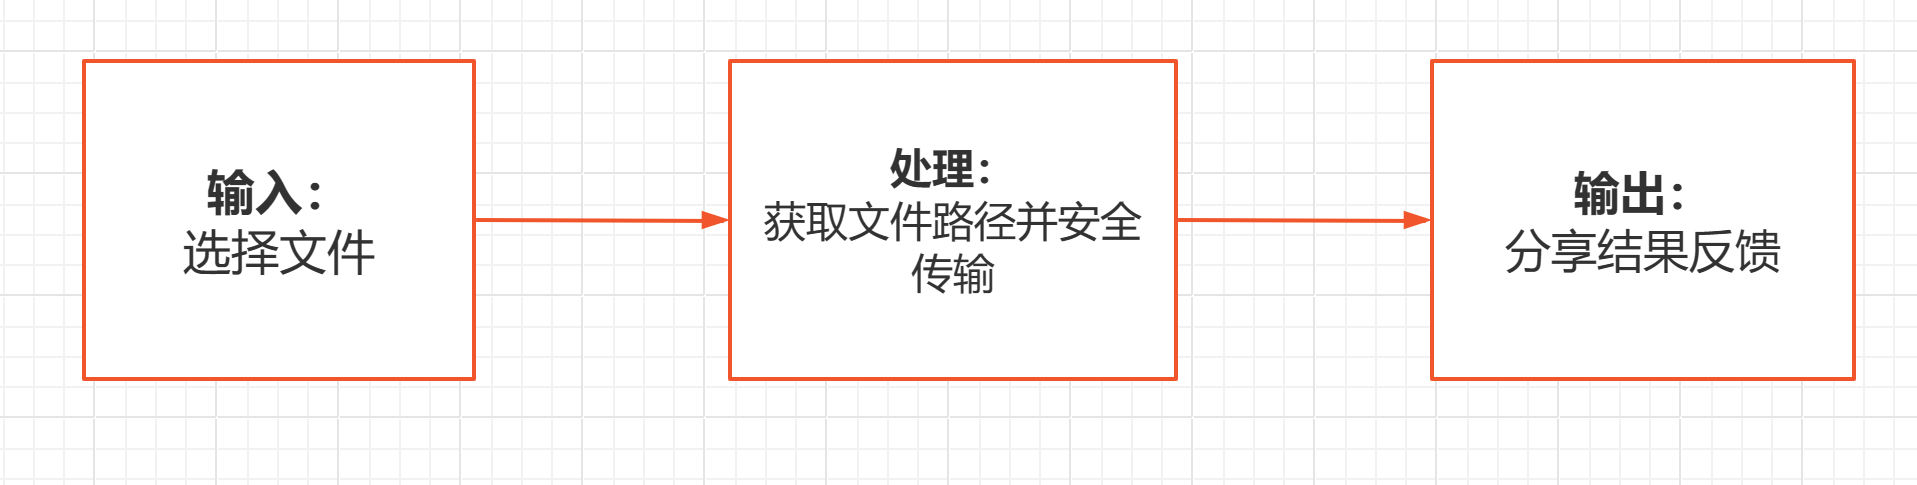 输入：
选择文件
处理：
获取文件路径并安全
传输
输出：
分享结果反馈